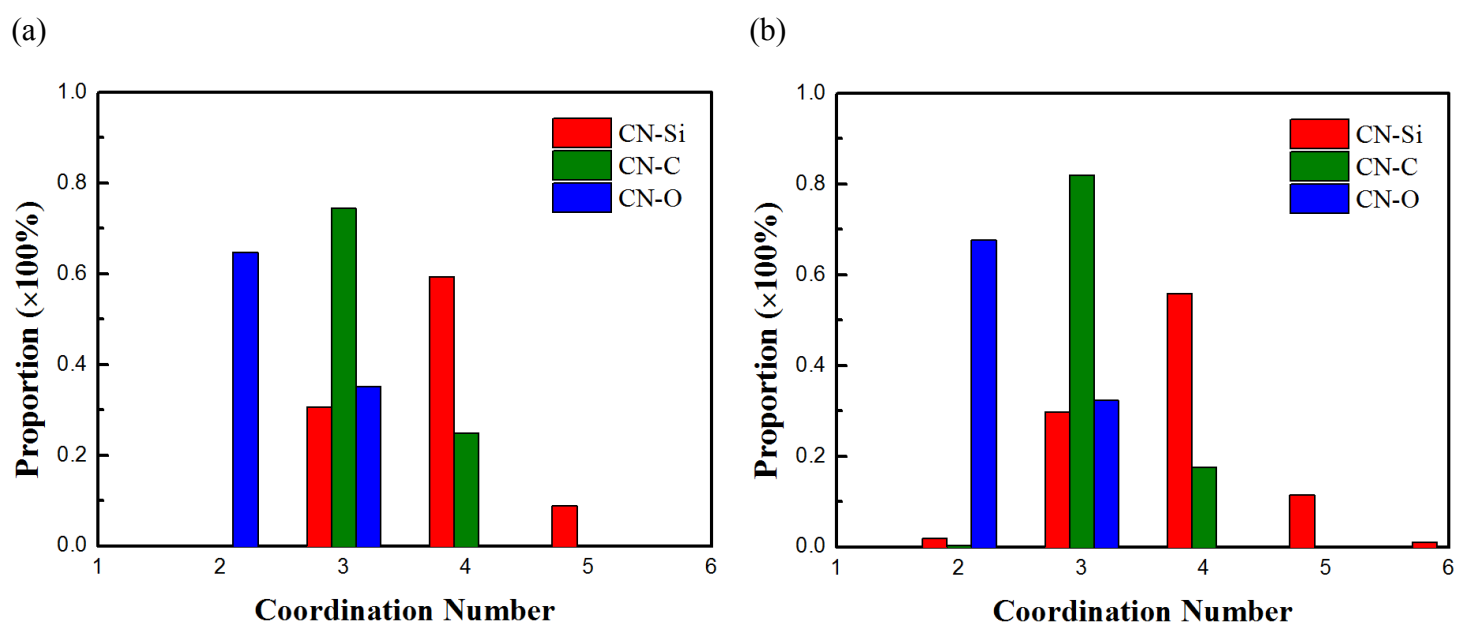 (a)
(b)
1.0
0.8
0.6
0.4
0.2
0.0
1 2 3 4 5 6
Proportion (×100%)
Coordination Number
CN-Si
CN-C
CN-O
1.0
0.8
0.6
0.4
0.2
0.0
1 2 3 4 5 6
Proportion (×100%)
Coordination Number
CN-Si
CN-C
CN-O